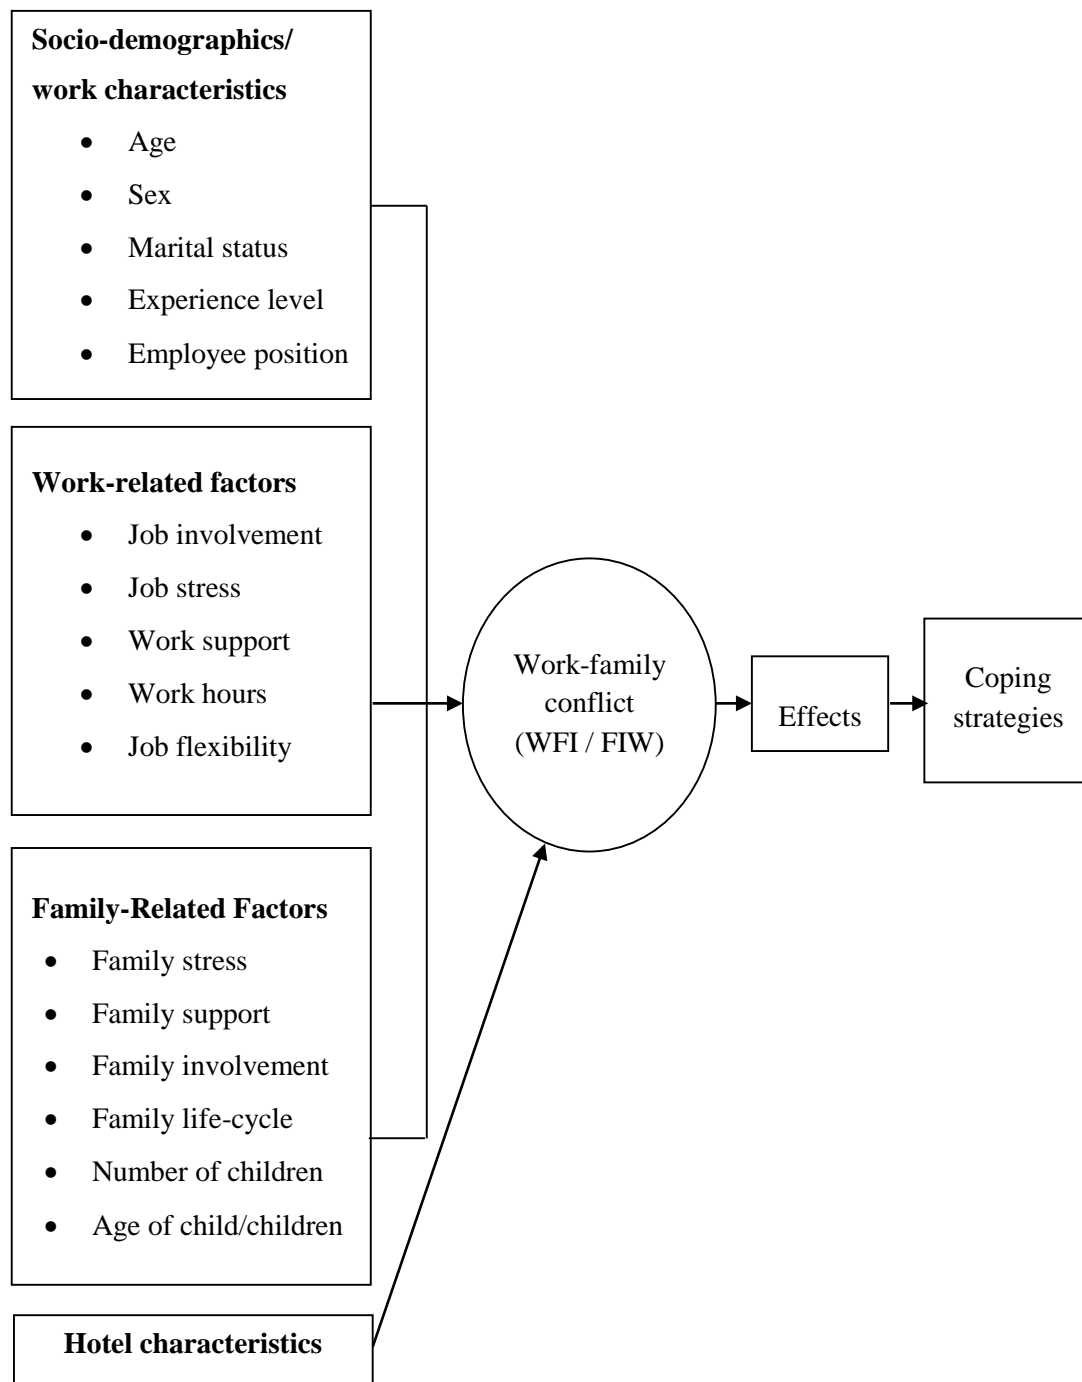 Socio-demographics/
work characteristics
• Age
• Sex
• Marital status
• Experience level
• Employee position
Work-related factors
• Job involvement
• Job stress
• Work support
• Work hours
• Job flexibility
Family-Related Factors
• Family stress
• Family support
• Family involvement
• Family life-cycle
• Number of children
• Age of child/children
Hotel characteristics
Work-family
conflict
(WFI / FIW)
Effects
Coping
strategies